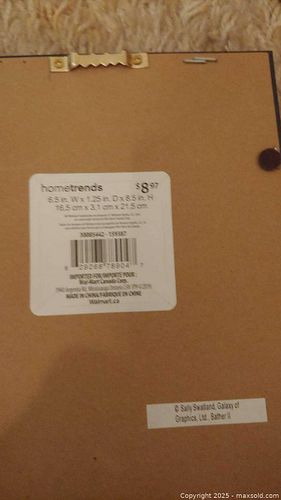 hometrends
$8.97
6.5 in. W x 1.25 in. D x 8.5 in. H
16,5 cm x 3,1 cm x 21,5 cm
30005442 - 159387
IMPORTED FOR/IMPORTÉ POUR :
Wal-Mart Canada Corp.
MADE IN CHINA/FABRIQUÉ EN CHINE
Walmart.ca
© Sally Swatland, Galaxy of
Graphics, Ltd., Bather II
Copyright © 2025 - maxsold.com